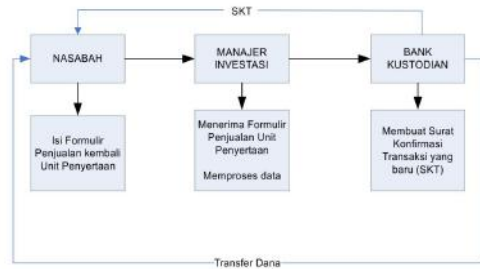 SKT
NASABAH
MANAJER
INVESTASI
BANK
KUSTODIAN
Isi Formulir
Penjualan kembali
Unit Penyertaan
Menerima Formulir
Penjualan Unit
Penyertaan
Memproses data
Membuat Surat
Konfirmasi
Transaksi yang
baru (SKT)
Transfer Dana